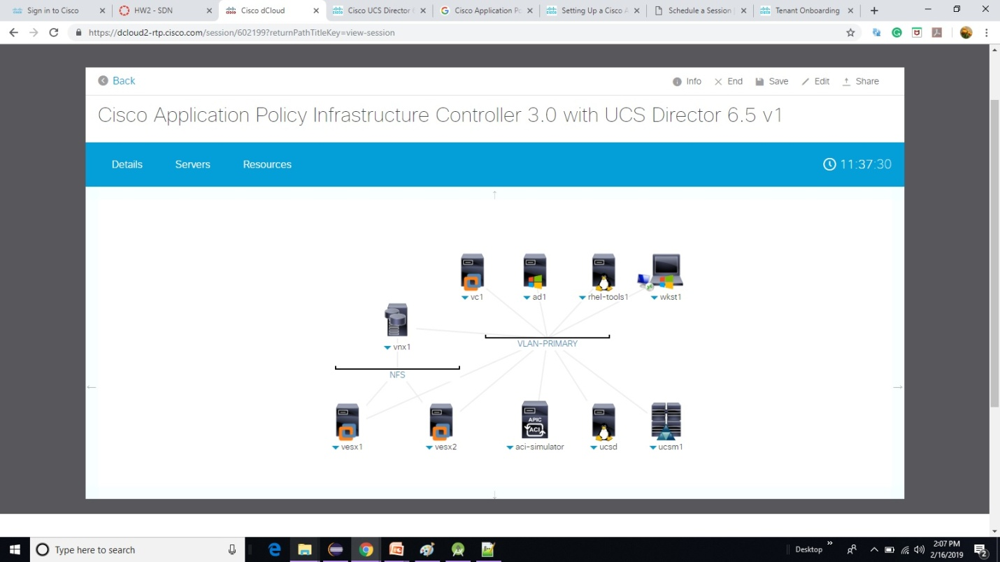 Sign in to Cisco
HW2 - SDN
Cisco dCloud
Cisco UCS Director
Cisco Application Po
Setting Up a Cisco A
Schedule a Session
Tenant Onboarding
https://dcloud2-rtp.cisco.com/session/602199?returnPathTitleKey=view-session
Back
Info
End
Save
Edit
Share
Cisco Application Policy Infrastructure Controller 3.0 with UCS Director 6.5 v1
Details
Servers
Resources
11:37:30
vc1
ad1
rhel-tools1
wkst1
vnx1
VLAN-PRIMARY
NFS
APIC
ACI
vesx1
vesx2
aci-simulator
ucsd
ucsm1
Type here to search
Desktop
2:07 PM
2/16/2019
2